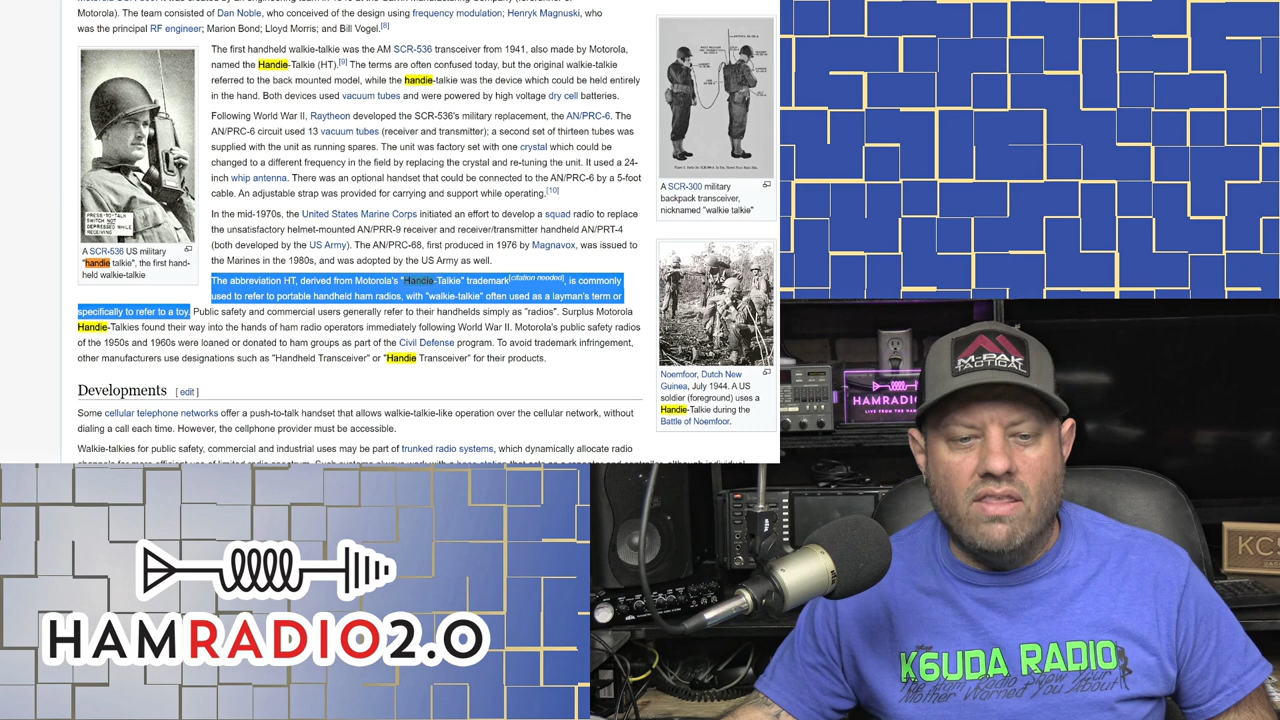 Motorola). The team consisted of Dan Noble, who conceived of the design using frequency modulation; Henryk Magnuski, who
was the principal RF engineer; Marion Bond; Lloyd Morris; and Bill Vogel.[8]
The first handheld walkie-talkie was the AM SCR-536 transceiver from 1941, also made by Motorola,
named the Handie-Talkie (HT).[9] The terms are often confused today, but the original walkie-talkie
referred to the back mounted model, while the handie-talkie was the device which could be held entirely
in the hand. Both devices used vacuum tubes and were powered by high voltage dry cell batteries.
Following World War II, Raytheon developed the SCR-536's military replacement, the AN/PRC-6. The
AN/PRC-6 circuit used 13 vacuum tubes (receiver and transmitter); a second set of thirteen tubes was
supplied with the unit as running spares. The unit was factory set with one crystal which could be
changed to a different frequency in the field by replacing the crystal and re-tuning the unit. It used a 24-
inch whip antenna. There was an optional handset that could be connected to the AN/PRC-6 by a 5-foot
cable. An adjustable strap was provided for carrying and support while operating.[10]
In the mid-1970s, the United States Marine Corps initiated an effort to develop a squad radio to replace
the unsatisfactory helmet-mounted AN/PRR-9 receiver and receiver/transmitter handheld AN/PRT-4
(both developed by the US Army). The AN/PRC-68, first produced in 1976 by Magnavox, was issued to
the Marines in the 1980s, and was adopted by the US Army as well.
The abbreviation HT, derived from Motorola's "Handie-Talkie" trademark[citation needed], is commonly
used to refer to portable handheld ham radios, with "walkie-talkie" often used as a layman's term or
specifically to refer to a toy. Public safety and commercial users generally refer to their handhelds simply as "radios". Surplus Motorola
Handie-Talkies found their way into the hands of ham radio operators immediately following World War II. Motorola's public safety radios
of the 1950s and 1960s were loaned or donated to ham groups as part of the Civil Defense program. To avoid trademark infringement,
other manufacturers use designations such as "Handheld Transceiver" or "Handie Transceiver" for their products.
PRESS-TO-TALK
SWITCH NOT
DEPRESSED WHILE
RECEIVING
A SCR-536 US military
"handie talkie", the first hand-
held walkie-talkie
A SCR-300 military
backpack transceiver,
nicknamed "walkie talkie"
Noemfoor, Dutch New
Guinea, July 1944. A US
soldier (foreground) uses a
Handie-Talkie during the
Battle of Noemfoor.
Developments [ edit ]
Some cellular telephone networks offer a push-to-talk handset that allows walkie-talkie-like operation over the cellular network, without
dialing a call each time. However, the cellphone provider must be accessible.
Walkie-talkies for public safety, commercial and industrial uses may be part of trunked radio systems, which dynamically allocate radio
HAMRADIO2.0
M-PAK
TACTICAL
HAMRADIO
LIVE FROM THE HAM
K6UDA RADIO
The Ham Radio Show Your
Mother Warned You About
KC5